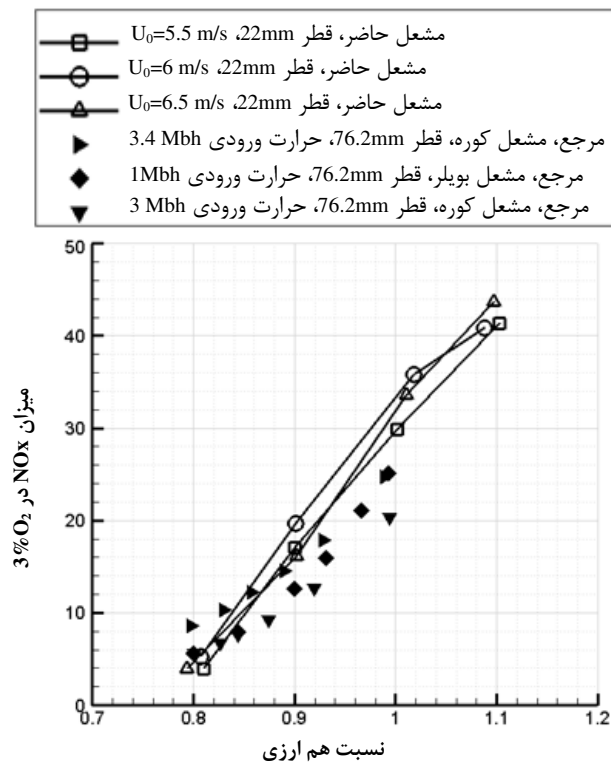 مشعل حاضر، قطر 22mm، U₀=5.5 m/s
مشعل حاضر، قطر 22mm، U₀=6 m/s
مشعل حاضر، قطر 22mm، U₀=6.5 m/s
مرجع، مشعل کوره، قطر 76.2mm، حرارت ورودی 3.4 Mbh
مرجع، مشعل بویلر، قطر 76.2mm، حرارت ورودی 1Mbh
مرجع، مشعل کوره، قطر 76.2mm، حرارت ورودی 3 Mbh
50
40
30
20
10
0
میزان NOx در 3%O₂
0.7 0.8 0.9 1 1.1 1.2
نسبت هم ارزی